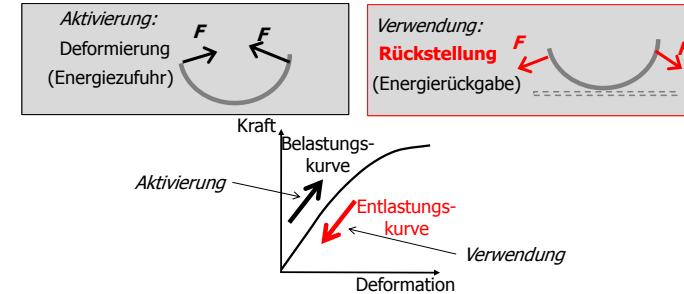 Aktivierung:
Deformierung
(Energiezufuhr)
F
F
Verwendung:
Rückstellung
(Energierückgabe)
F
F
Kraft
Belastungs-
kurve
Aktivierung
Entlastungs-
kurve
Verwendung
Deformation